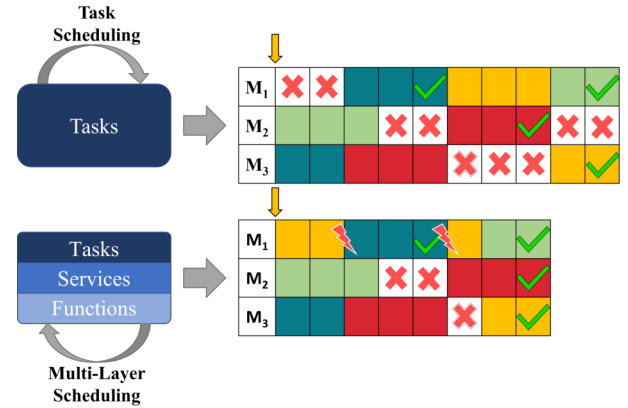 Task
Scheduling
Tasks
M₁
M₂
M₃
Tasks
Services
Functions
M₁
M₂
M₃
Multi-Layer
Scheduling